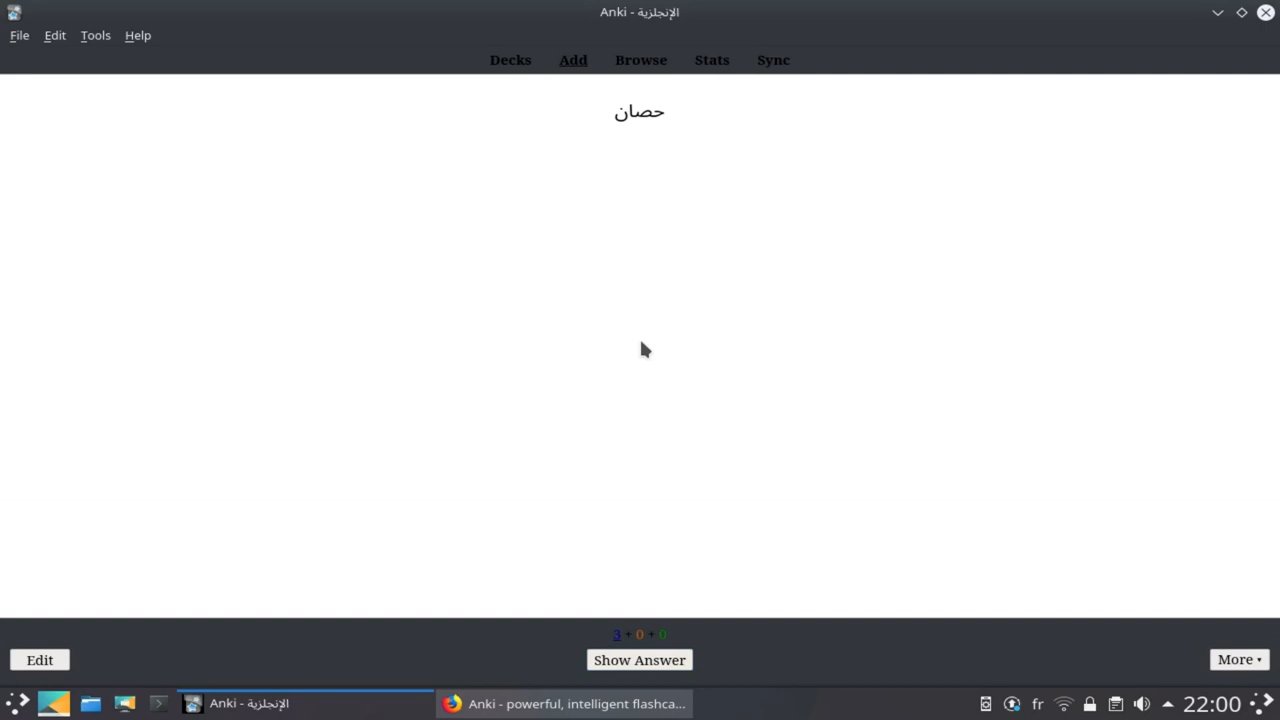 Anki - الإنجلزية
File Edit Tools Help
Decks Add Browse Stats Sync
حصان
3 + 0 + 0
Edit Show Answer More
Anki - الإنجلزية Anki - powerful, intelligent flashca... fr 22:00